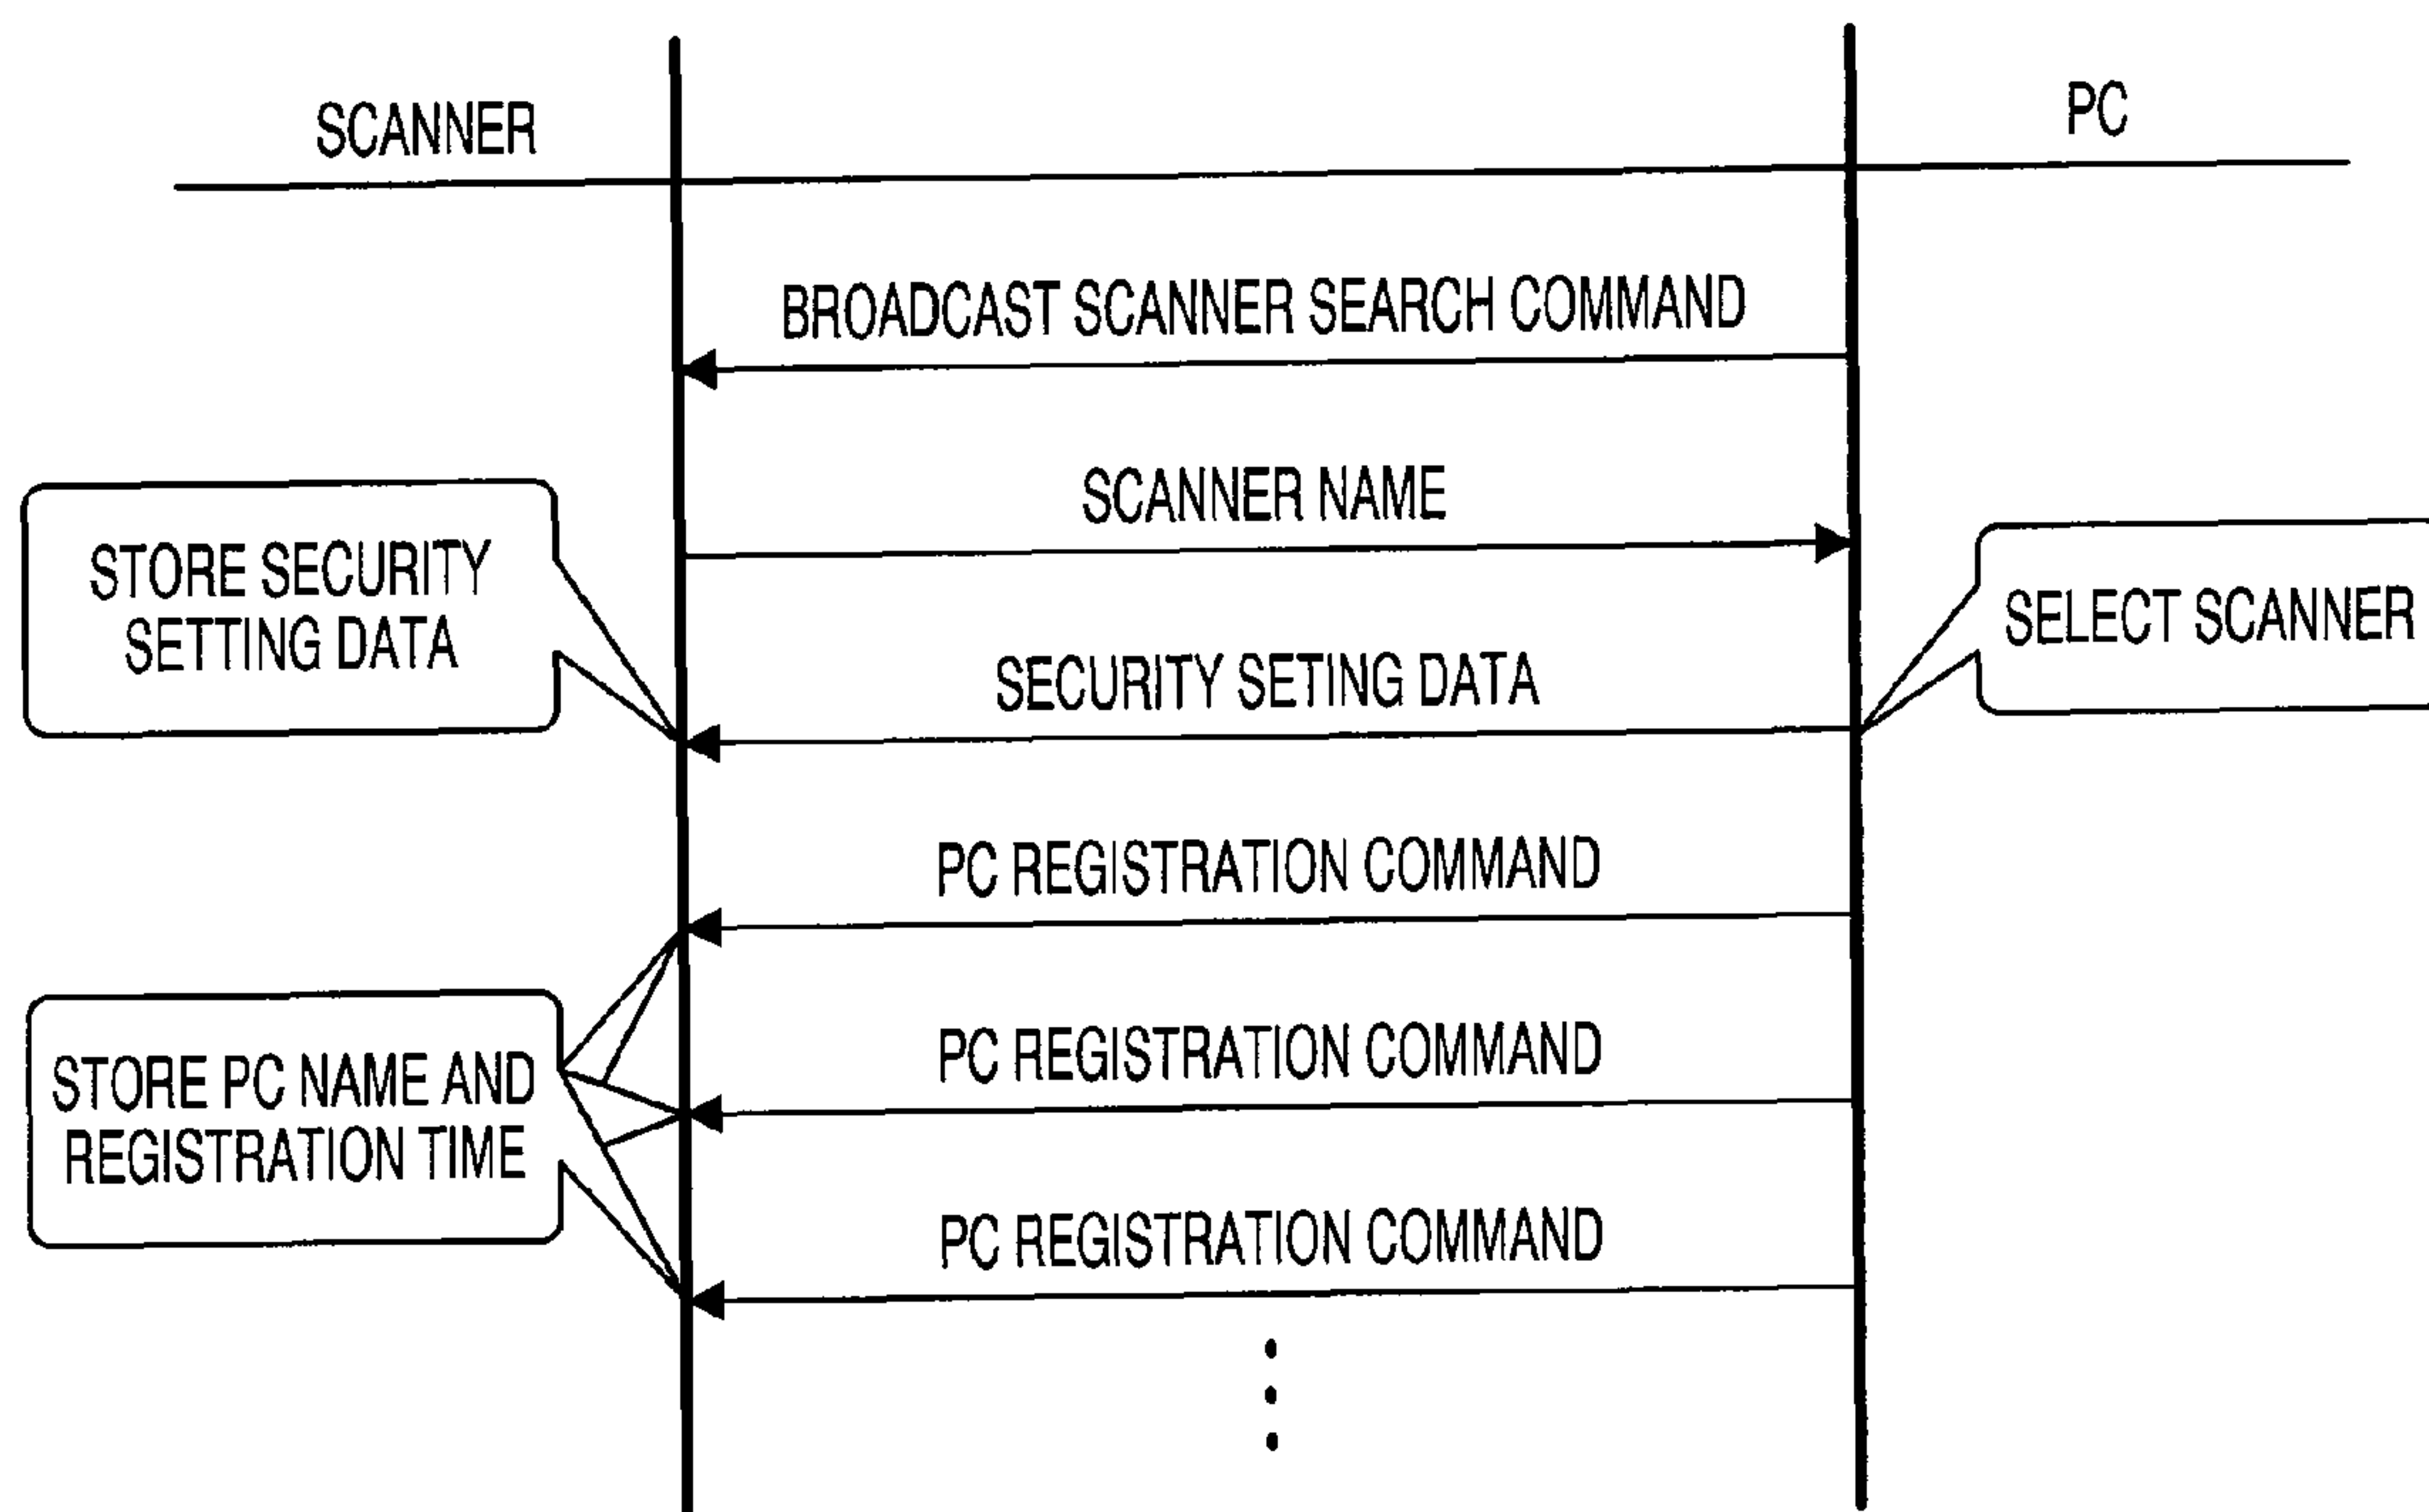 SCANNER
PC
BROADCAST SCANNER SEARCH COMMAND
SCANNER NAME
STORE SECURITY
SETTING DATA
SELECT SCANNER
SECURITY SETING DATA
PC REGISTRATION COMMAND
PC REGISTRATION COMMAND
STORE PC NAME AND
REGISTRATION TIME
PC REGISTRATION COMMAND